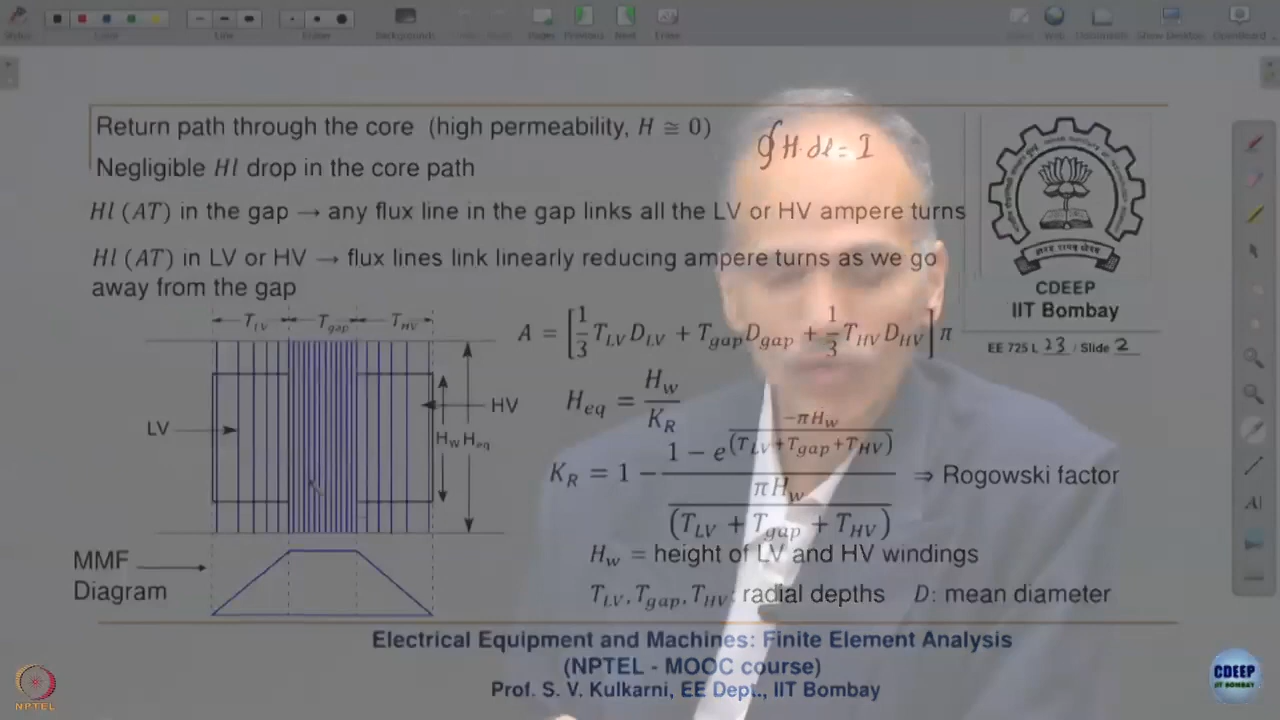 Return path through the core (high permeability, H ≅ 0)
∮ H · dl = I
Negligible Hl drop in the core path
Hl (AT) in the gap → any flux line in the gap links all the LV or HV ampere turns
Hl (AT) in LV or HV → flux lines link linearly reducing ampere turns as we go
away from the gap
CDEEP
IIT Bombay
EE 725 L 23 / Slide 2
T_LV T_gap T_HV
A = [1/3 T_LV D_LV + T_gap D_gap + 1/3 T_HV D_HV] π
H_eq = H_w / K_R
LV
HV
H_w H_eq
K_R = 1 − (1 − e^(−πH_w / (T_LV + T_gap + T_HV))) / (πH_w / (T_LV + T_gap + T_HV)) ⇒ Rogowski factor
MMF
Diagram
H_w = height of LV and HV windings
T_LV, T_gap, T_HV: radial depths D: mean diameter
Electrical Equipment and Machines: Finite Element Analysis
(NPTEL - MOOC course)
Prof. S. V. Kulkarni, EE Dept., IIT Bombay
NPTEL
CDEEP
IIT BOMBAY